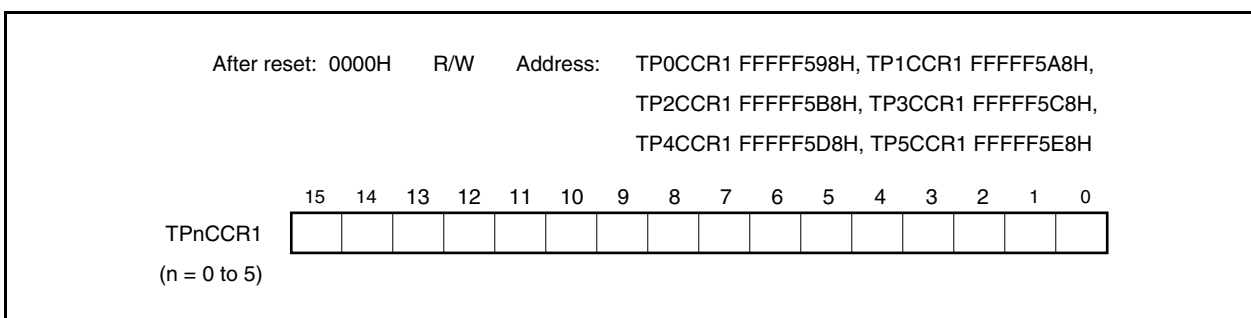 After reset: 0000H R/W Address: TP0CCR1 FFFFF598H, TP1CCR1 FFFFF5A8H,
TP2CCR1 FFFFF5B8H, TP3CCR1 FFFFF5C8H,
TP4CCR1 FFFFF5D8H, TP5CCR1 FFFFF5E8H
15 14 13 12 11 10 9 8 7 6 5 4 3 2 1 0
TPnCCR1
(n = 0 to 5)